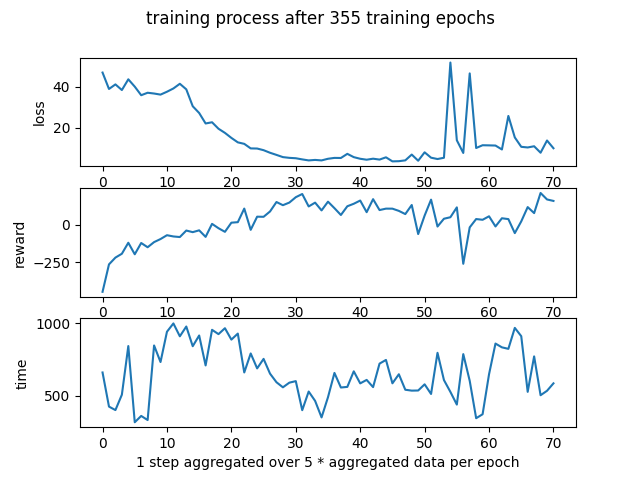 training process after 355 training epochs
40
20
loss
0 10 20 30 40 50 60 70
0
−250
reward
0 10 20 30 40 50 60 70
1000
500
time
0 10 20 30 40 50 60 70
1 step aggregated over 5 * aggregated data per epoch